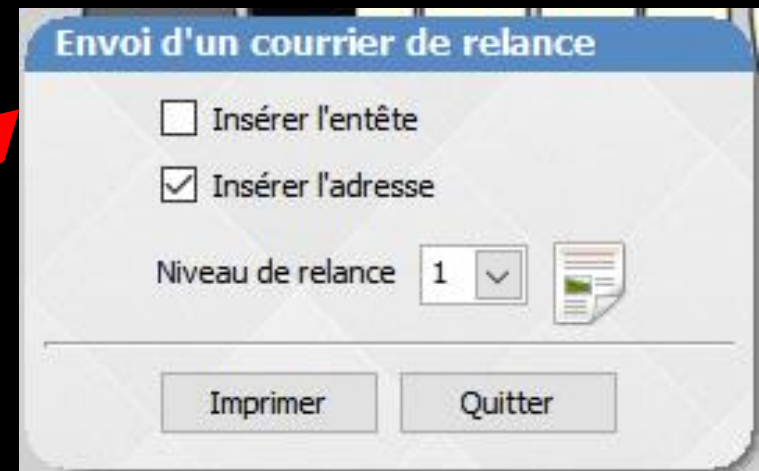 Envoi d'un courrier de relance
Insérer l'entête
Insérer l'adresse
Niveau de relance 1
Imprimer Quitter